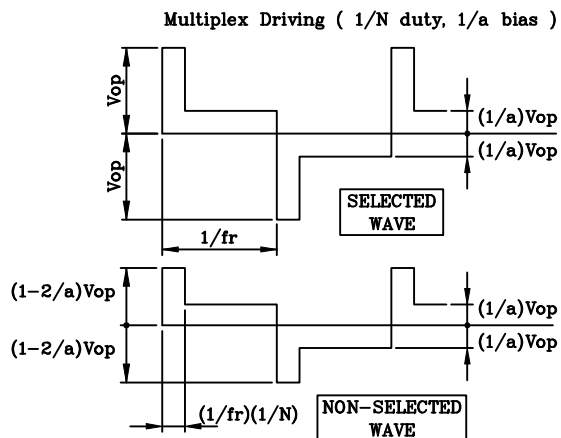 Multiplex Driving ( 1/N duty, 1/a bias )
Vop
(1/a)Vop
(1/a)Vop
Vop
SELECTED
WAVE
1/fr
(1-2/a)Vop
(1/a)Vop
(1-2/a)Vop
(1/a)Vop
(1/fr)(1/N)
NON-SELECTED
WAVE